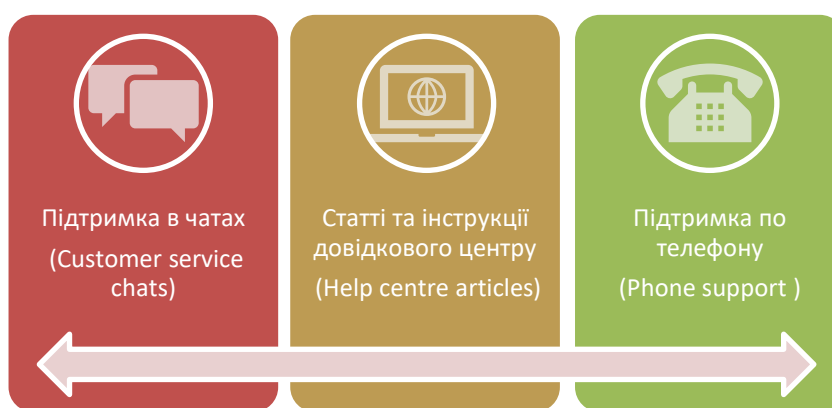 Підтримка в чатах
(Customer service
chats)
Статті та інструкції
довідкового центру
(Help centre articles)
Підтримка по
телефону
(Phone support )